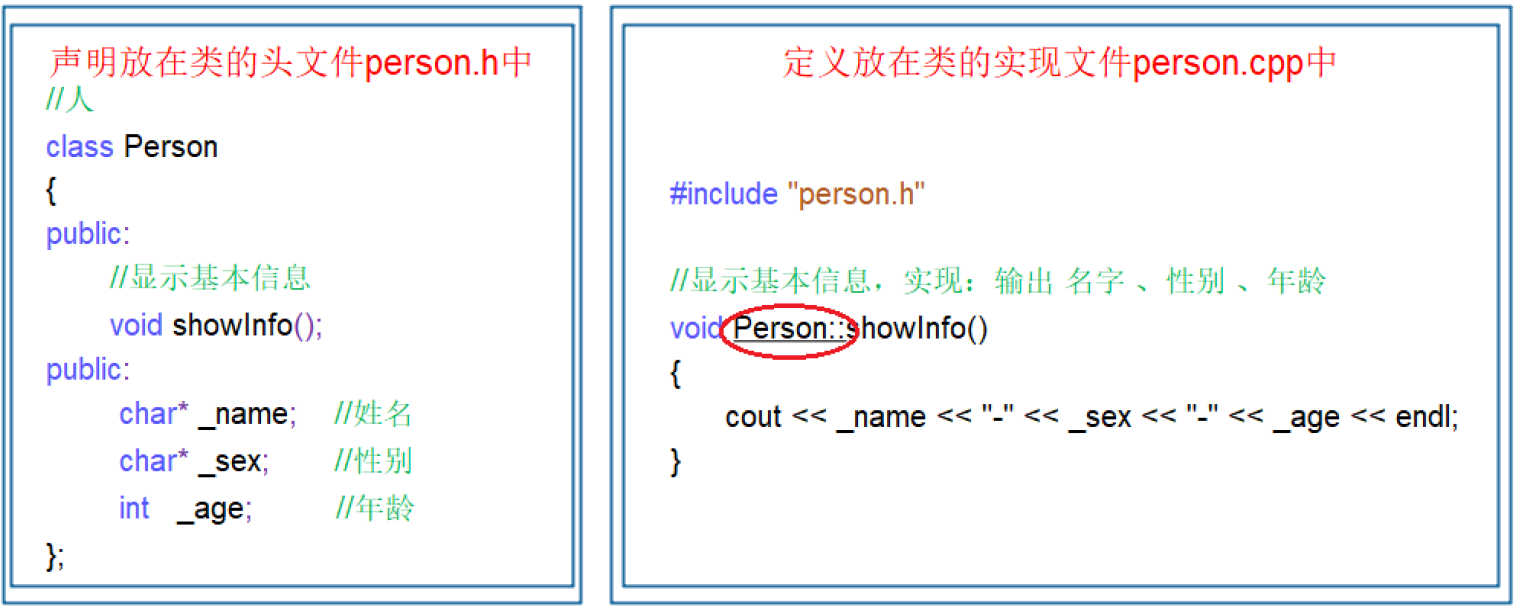 声明放在类的头文件person.h中
//人
class Person
{
public:
//显示基本信息
void showInfo();
public:
char* _name; //姓名
char* _sex; //性别
int _age; //年龄
};
定义放在类的实现文件person.cpp中
#include "person.h"
//显示基本信息，实现：输出 名字 、性别 、年龄
void Person::showInfo()
{
cout << _name << "-" << _sex << "-" << _age << endl;
}